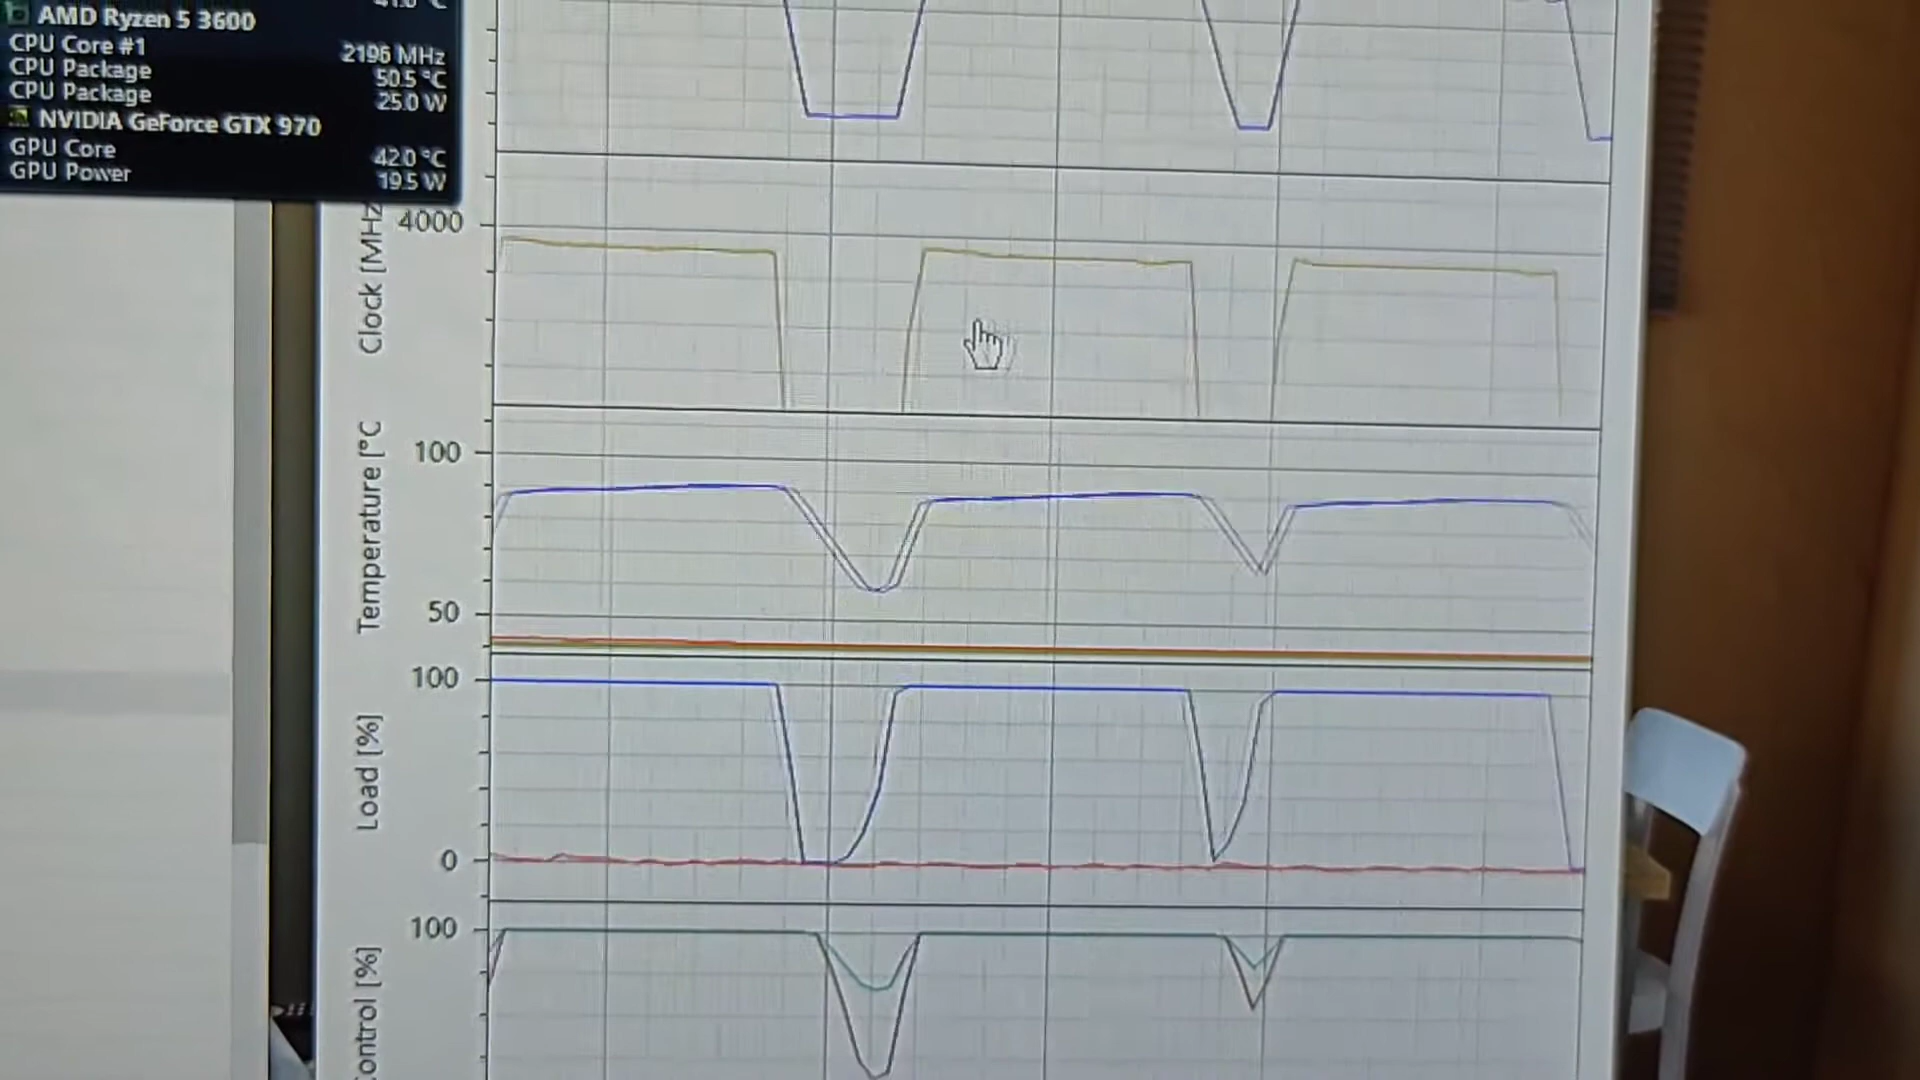 AMD Ryzen 5 3600
CPU Core #1 2196 MHz
CPU Package 50.5 °C
CPU Package 25.0 W
NVIDIA GeForce GTX 970
GPU Core 42.0 °C
GPU Power 19.5 W
4000
Clock [MHz
100
Temperature [°C
50
100
Load [%]
0
100
ontrol [%]